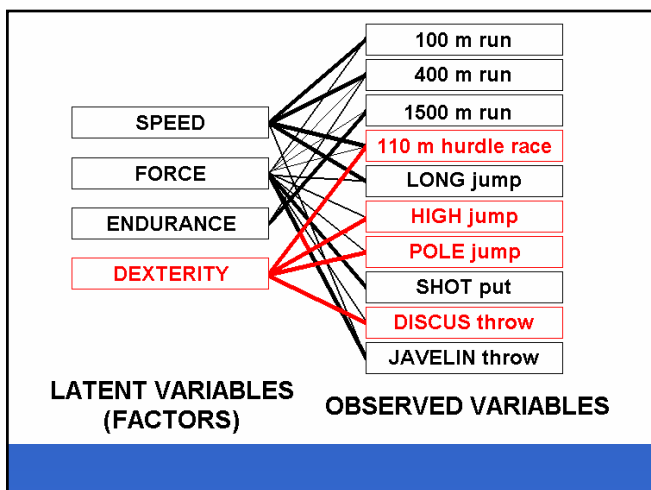 SPEED
FORCE
ENDURANCE
DEXTERITY
LATENT VARIABLES
(FACTORS)
100 m run
400 m run
1500 m run
110 m hurdle race
LONG jump
HIGH jump
POLE jump
SHOT put
DISCUS throw
JAVELIN throw
OBSERVED VARIABLES